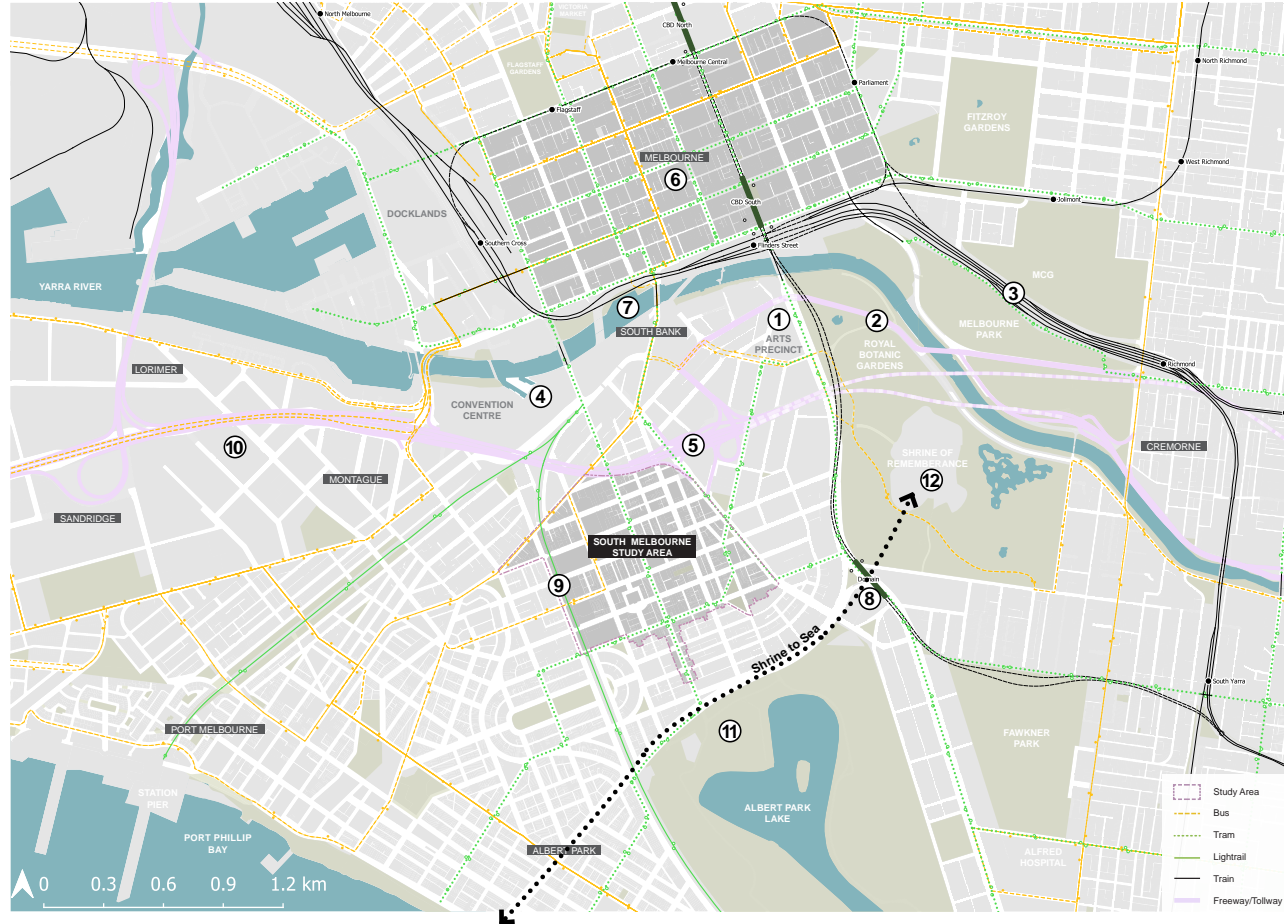 North Melbourne
VICTORIA
MARKET
CBD North
Melbourne Central
North Richmond
FLAGSTAFF
GARDENS
Parliament
Flagstaff
FITZROY
GARDENS
MELBOURNE
West Richmond
6
DOCKLANDS
CBD South
Jolimont
Southern Cross
Flinders Street
MCG
YARRA RIVER
3
7
1
2
SOUTH BANK
MELBOURNE
PARK
ARTS
PRECINCT
ROYAL
BOTANIC
GARDENS
Richmond
LORIMER
4
CONVENTION
CENTRE
10
5
CREMORNE
SHRINE OF
REMEMBERANCE
MONTAGUE
12
SANDRIDGE
SOUTH MELBOURNE
STUDY AREA
9
Domain
8
Shrine to Sea
South Yarra
PORT MELBOURNE
11
FAWKNER
PARK
STATION
PIER
ALBERT PARK
LAKE
PORT PHILLIP
BAY
ALBERT PARK
ALFRED
HOSPITAL
Study Area
Bus
Tram
Lightrail
Train
Freeway/Tollway
0 0.3 0.6 0.9 1.2 km